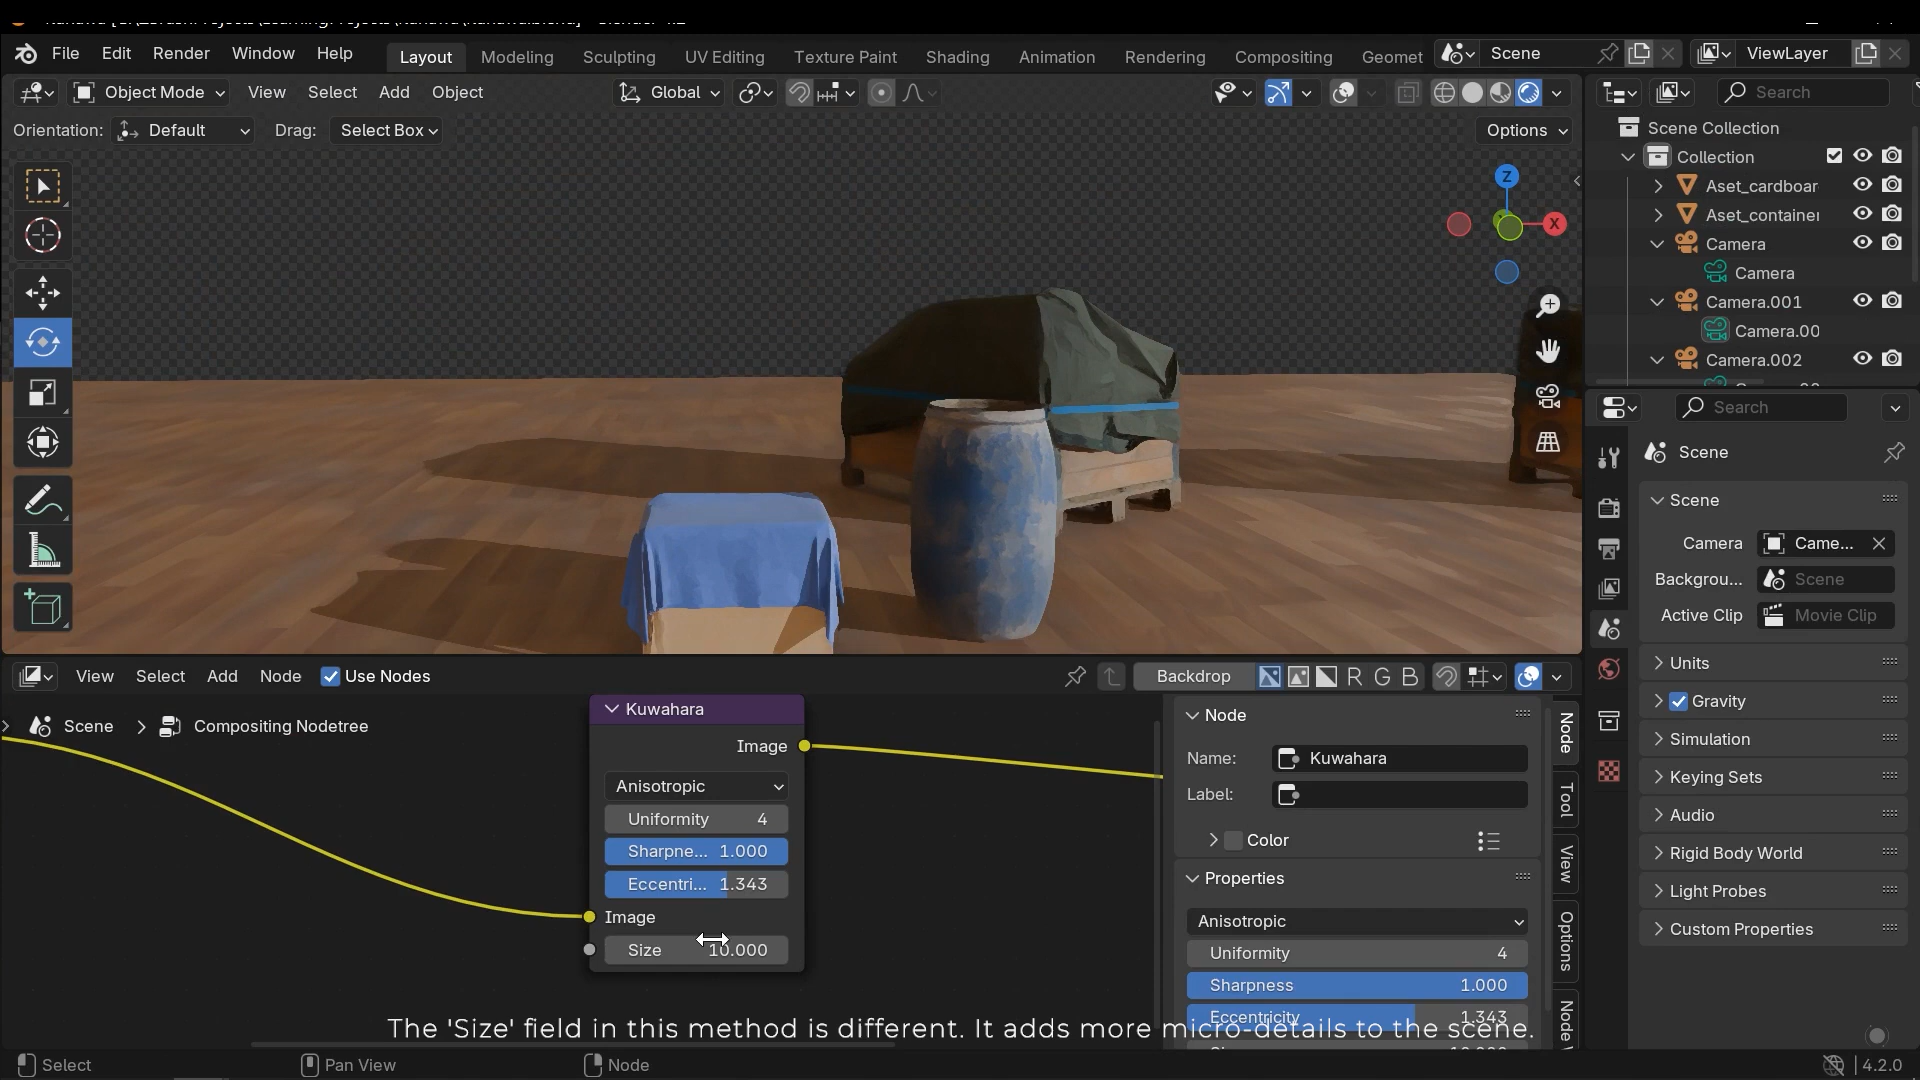 File Edit Render Window Help Layout Modeling Sculpting UV Editing Texture Paint Shading Animation Rendering Compositing Geomet Scene ViewLayer
Object Mode View Select Add Object Global Search
Orientation: Default Drag: Select Box Options
Scene Collection
Collection
Aset_cardboar
Aset_container
Camera
Camera
Camera.001
Camera.00
Camera.002
Z
X
Search
Scene
Scene
Camera Came...
Backgrou... Scene
Active Clip Movie Clip
Units
Gravity
Simulation
Keying Sets
Audio
Rigid Body World
Light Probes
Custom Properties
View Select Add Node Use Nodes Backdrop R G B
Scene Compositing Nodetree
Kuwahara
Image
Anisotropic
Uniformity 4
Sharpne... 1.000
Eccentri... 1.343
Image
Size 10.000
Node
Name: Kuwahara
Label:
Color
Properties
Anisotropic
Uniformity 4
Sharpness 1.000
Eccentricity 1.343
Node
Tool
View
Options
The 'Size' field in this method is different. It adds more micro-details to the scene.
Select Pan View Node 4.2.0